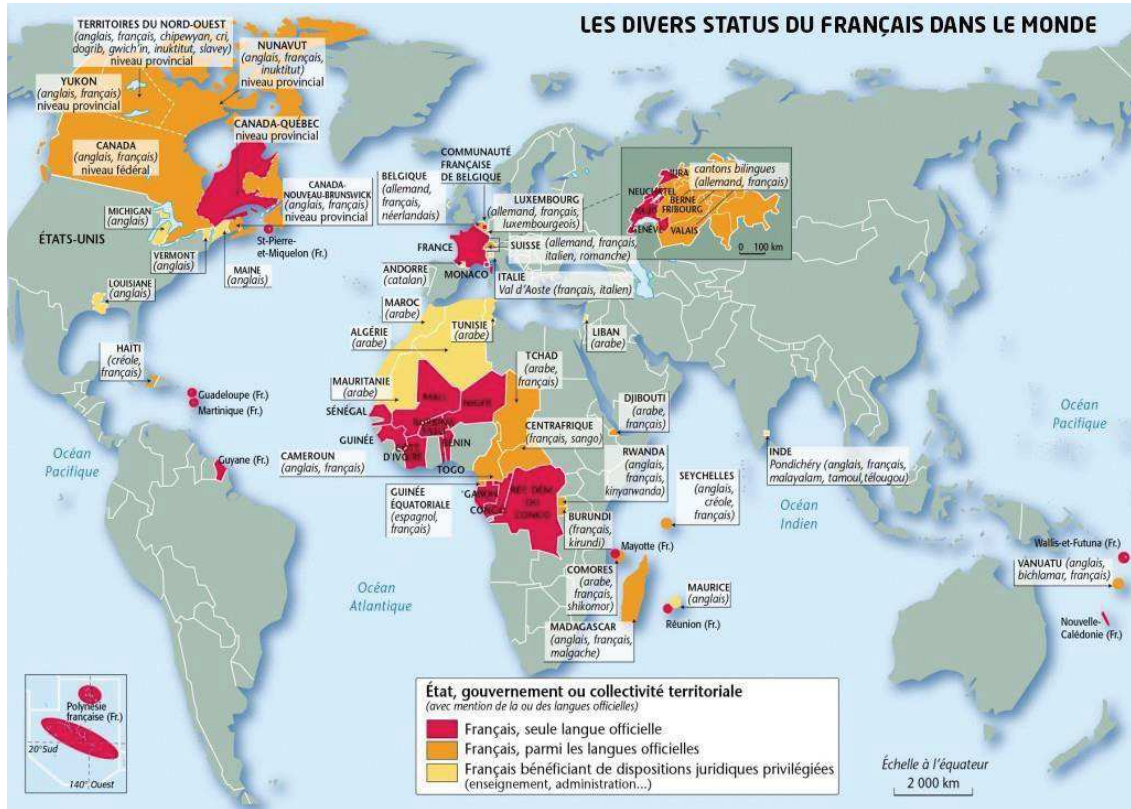 LES DIVERS STATUS DU FRANÇAIS DANS LE MONDE
TERRITOIRES DU NORD-OUEST
(anglais, français, chipewyan, cri,
dogrib, gwich'in, inuktitut, slavey)
niveau provincial
NUNAVUT
(anglais, français,
inuktitut)
niveau provincial
YUKON
(anglais, français)
niveau provincial
CANADA-QUÉBEC
niveau provincial
CANADA
(anglais, français)
niveau fédéral
CANADA-
NOUVEAU-BRUNSWICK
(anglais, français)
niveau provincial
MICHIGAN
(anglais)
ÉTATS-UNIS
VERMONT
(anglais)
MAINE
(anglais)
St-Pierre-
et-Miquelon (Fr.)
LOUISIANE
(anglais)
HAITI
(créole,
français)
Guadeloupe (Fr.)
Martinique (Fr.)
Guyane (Fr.)
COMMUNAUTÉ
FRANÇAISE
DE BELGIQUE
BELGIQUE
(allemand,
français,
néerlandais)
LUXEMBOURG
(allemand, français,
luxembourgeois)
FRANCE
SUISSE
(allemand, français,
italien, romanche)
ANDORRE
(catalan)
MONACO
ITALIE
Val d'Aoste (français, italien)
JURA
cantons bilingues
(allemand, français)
NEUCHÂTEL
BERNE
FRIBOURG
VAUD
GENÈVE
VALAIS
0 100 km
MAROC
(arabe)
ALGÉRIE
(arabe)
TUNISIE
(arabe)
LIBAN
(arabe)
MAURITANIE
(arabe)
TCHAD
(arabe,
français)
MALI
NIGER
SÉNÉGAL
GUINÉE
D'IVOIRE
BÉNIN
TOGO
DJIBOUTI
(arabe,
français)
CENTRAFRIQUE
(français, sango)
CAMEROUN
(anglais, français)
RWANDA
(anglais,
français,
kinyarwanda)
GUINÉE
ÉQUATORIALE
(espagnol,
français)
GABON
CONGO
RÉP. DÉM.
DU
CONGO
BURUNDI
(français,
kirundi)
SEYCHELLES
(anglais,
créole,
français)
Mayotte (Fr.)
COMORES
(arabe,
français,
shikomor)
MADAGASCAR
(anglais, français,
malgache)
MAURICE
(anglais)
Réunion (Fr.)
INDE
Pondichéry (anglais, français,
malayalam, tamoul, télougou)
Océan
Pacifique
Océan
Atlantique
Océan
Indien
Océan
Pacifique
Wallis-et-Futuna (Fr.)
VANUATU (anglais,
bichlamar, français)
Nouvelle-
Calédonie (Fr.)
Polynésie
française (Fr.)
20°Sud
140° Ouest
État, gouvernement ou collectivité territoriale
(avec mention de la ou des langues officielles)
Français, seule langue officielle
Français, parmi les langues officielles
Français bénéficiant de dispositions juridiques privilégiées
(enseignement, administration...)
Échelle à l'équateur
2 000 km